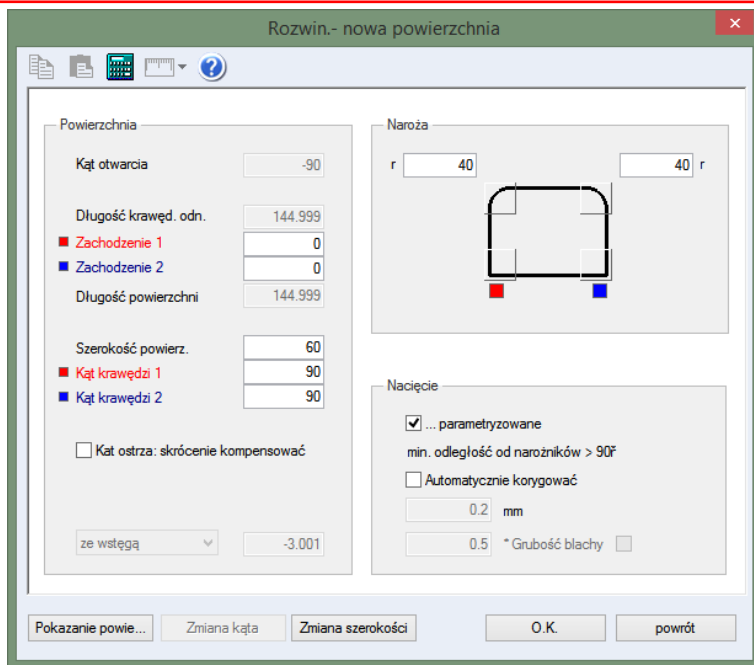 Rozwin.- nowa powierzchnia
Powierzchnia
Kąt otwarcia -90
Długość krawęd. odn. 144.999
Zachodzenie 1 0
Zachodzenie 2 0
Długość powierzchni 144.999
Szerokość powierz. 60
Kąt krawędzi 1 90
Kąt krawędzi 2 90
Kat ostrza: skrócenie kompensować
ze wstęgą -3.001
Naroża
r 40 40 r
Nacięcie
... parametryzowane
min. odległość od narożników > 90ř
Automatycznie korygować
0.2 mm
0.5 * Grubość blachy
Pokazanie powie... Zmiana kąta Zmiana szerokości O.K. powrót